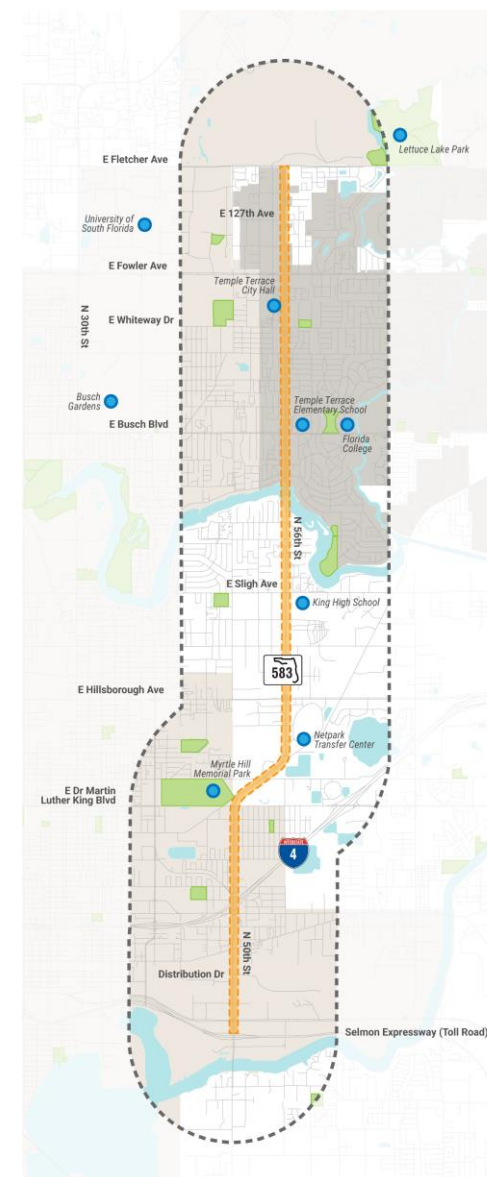 E Fletcher Ave
Lettuce Lake Park
University of
South Florida
E 127th Ave
E Fowler Ave
Temple Terrace
City Hall
N 30th St
E Whiteway Dr
Busch
Gardens
Temple Terrace
Elementary School
E Busch Blvd
Florida
College
N 56th St
E Sligh Ave
King High School
583
E Hillsborough Ave
Netpark
Transfer Center
Myrtle Hill
Memorial Park
E Dr Martin
Luther King Blvd
INTERSTATE
4
N 50th St
Distribution Dr
Selmon Expressway (Toll Road)